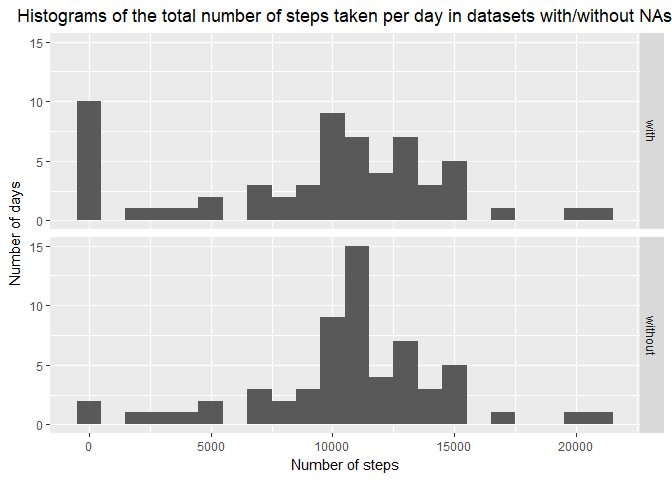 Histograms of the total number of steps taken per day in datasets with/without NAs
15
10
5
0
with
Number of days
15
10
5
0
without
0 5000 10000 15000 20000
Number of steps